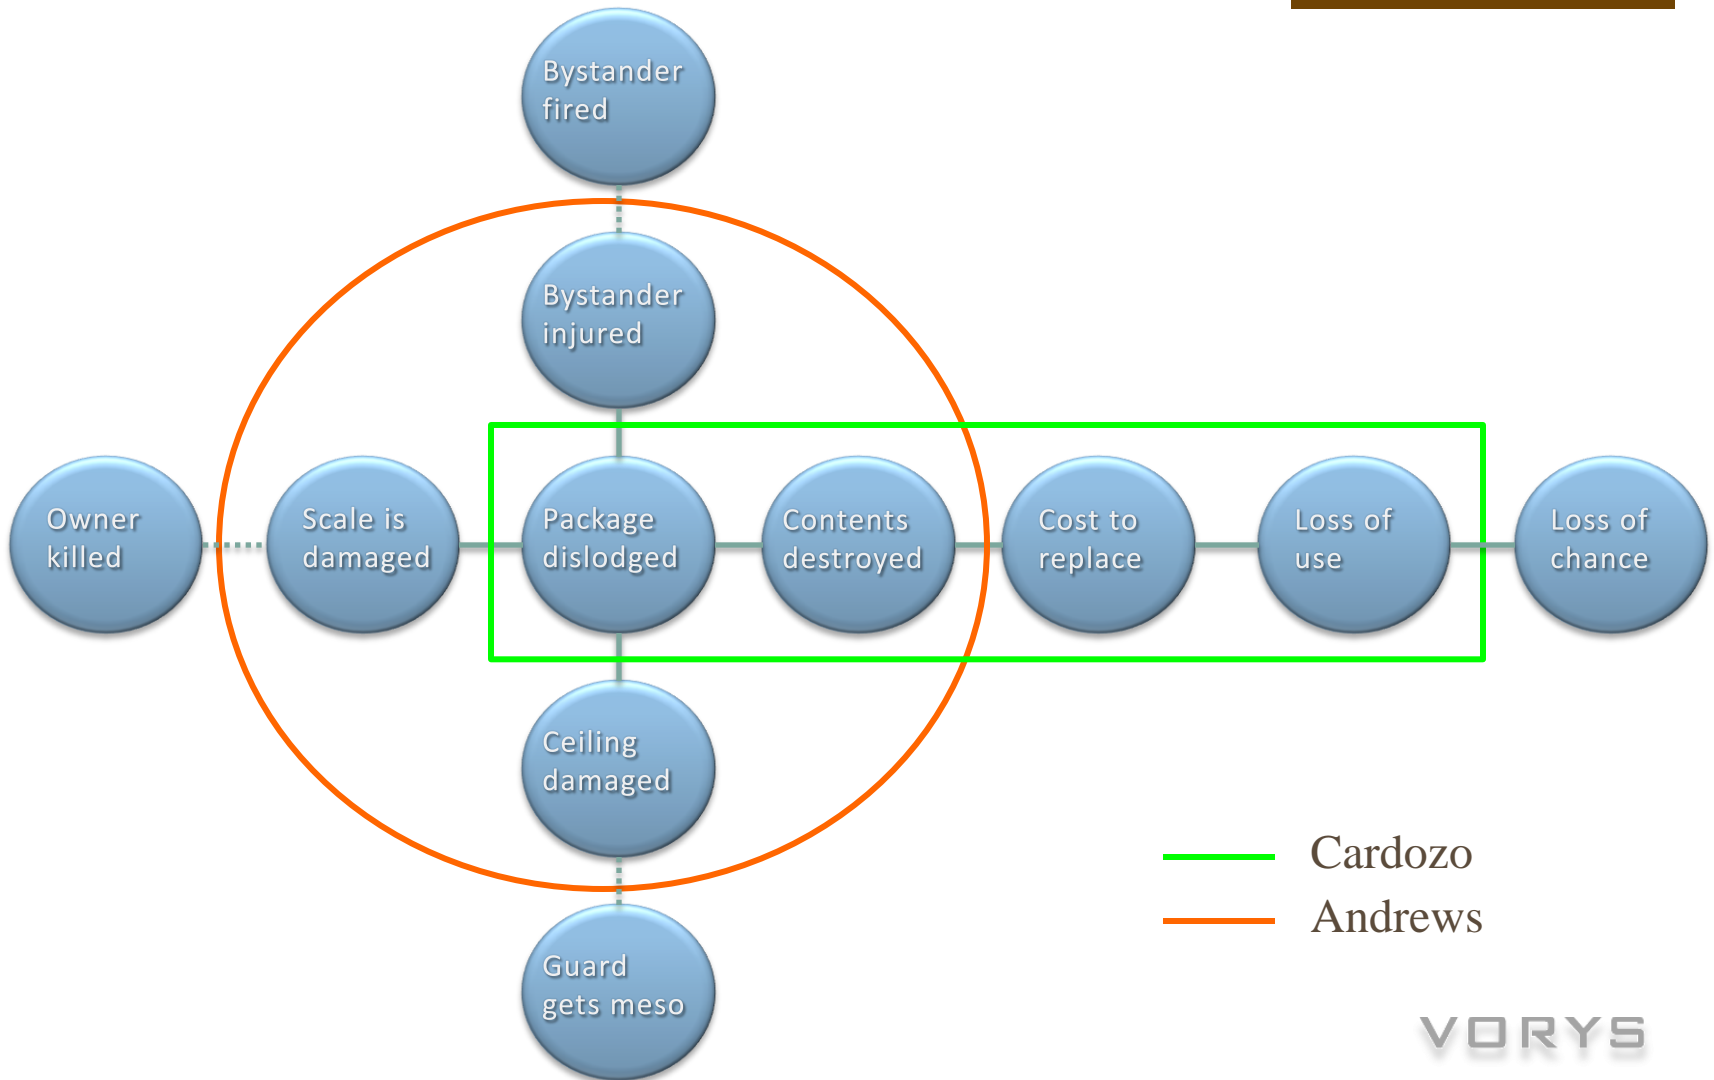 Bystander
fired
Bystander
injured
Owner
killed
Scale is
damaged
Package
dislodged
Contents
destroyed
Cost to
replace
Loss of
use
Loss of
chance
Ceiling
damaged
Guard
gets meso
Cardozo
Andrews
VORYS